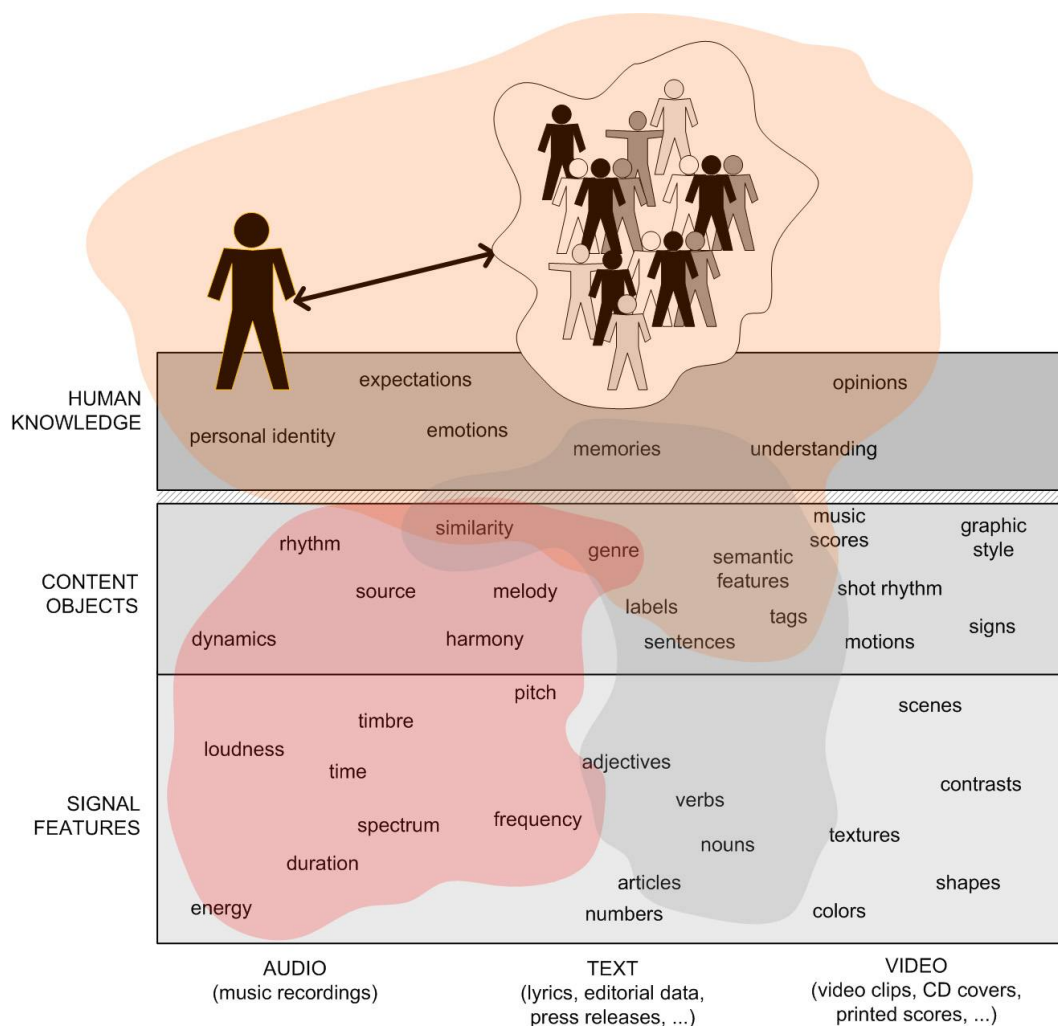 HUMAN
KNOWLEDGE
expectations
opinions
personal identity
emotions
memories
understanding
CONTENT
OBJECTS
rhythm
similarity
genre
music
scores
graphic
style
semantic
features
source
melody
shot rhythm
labels
tags
dynamics
harmony
sentences
motions
signs
SIGNAL
FEATURES
pitch
timbre
scenes
loudness
time
adjectives
contrasts
verbs
spectrum
frequency
nouns
textures
duration
articles
shapes
energy
numbers
colors
AUDIO
(music recordings)
TEXT
(lyrics, editorial data,
press releases, ...)
VIDEO
(video clips, CD covers,
printed scores, ...)